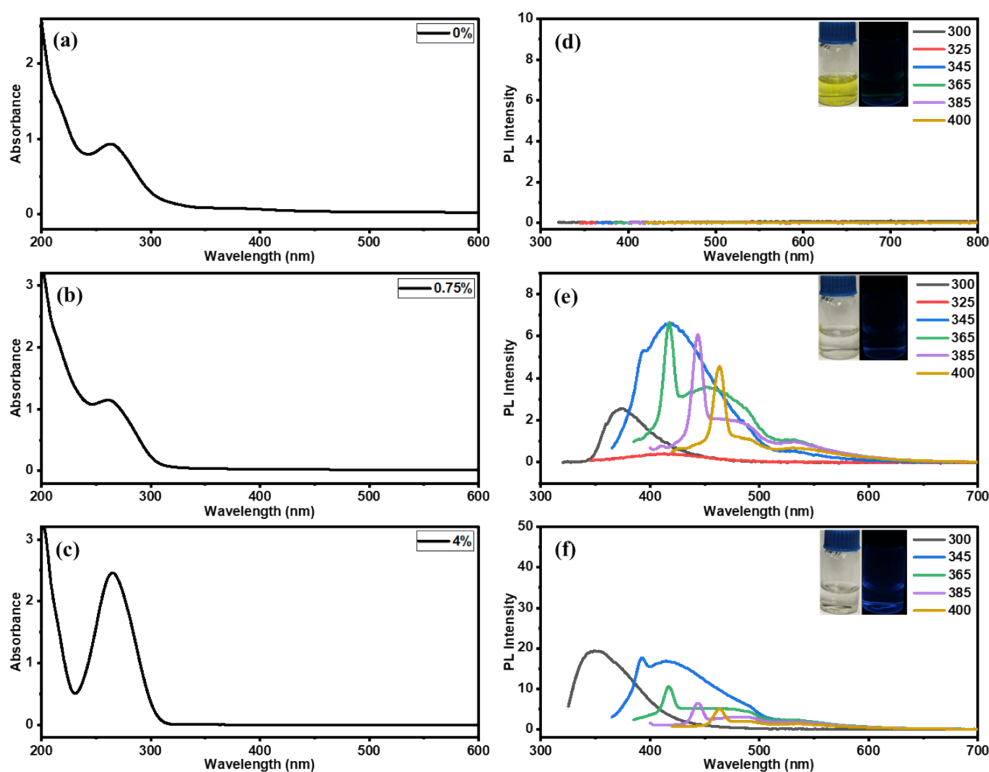 (a)
0%
2
1
0
Absorbance
200 300 400 500 600
Wavelength (nm)
(d)
300
325
345
365
385
400
10
8
6
4
2
0
PL Intensity
300 400 500 600 700 800
Wavelength (nm)
(b)
0.75%
3
2
1
0
Absorbance
200 300 400 500 600
Wavelength (nm)
(e)
300
325
345
365
385
400
8
6
4
2
0
PL Intensity
300 400 500 600 700
Wavelength (nm)
(c)
4%
3
2
1
0
Absorbance
200 300 400 500 600
Wavelength (nm)
(f)
300
345
365
385
400
50
40
30
20
10
0
PL Intensity
300 400 500 600 700
Wavelength (nm)